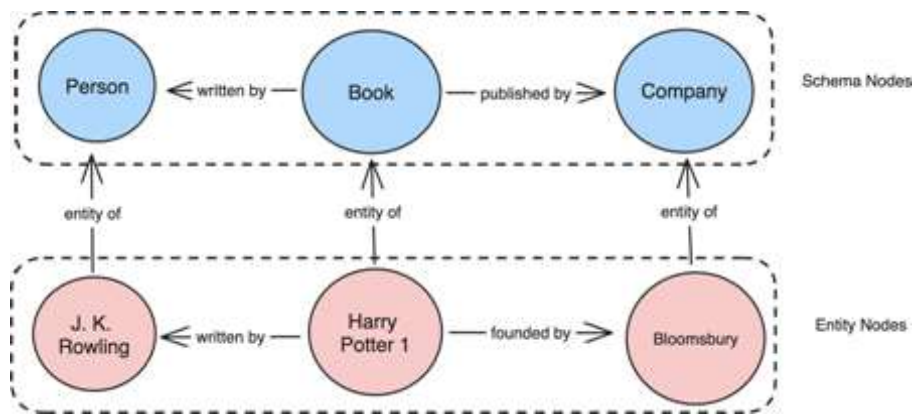 Person
written by
Book
published by
Company
Schema Nodes
entity of
entity of
entity of
J. K.
Rowling
written by
Harry
Potter 1
founded by
Bloomsbury
Entity Nodes